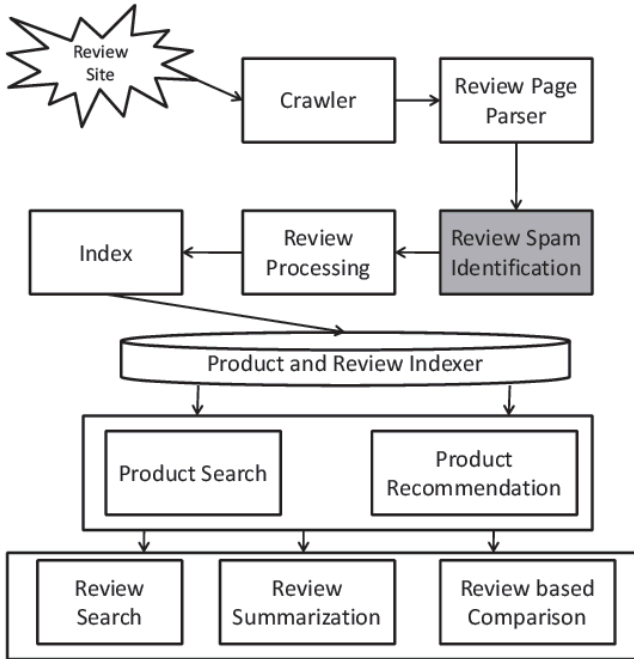 Review
Site
Crawler
Review Page
Parser
Index
Review
Processing
Review Spam
Identification
Product and Review Indexer
Product Search
Product
Recommendation
Review
Search
Review
Summarization
Review based
Comparison